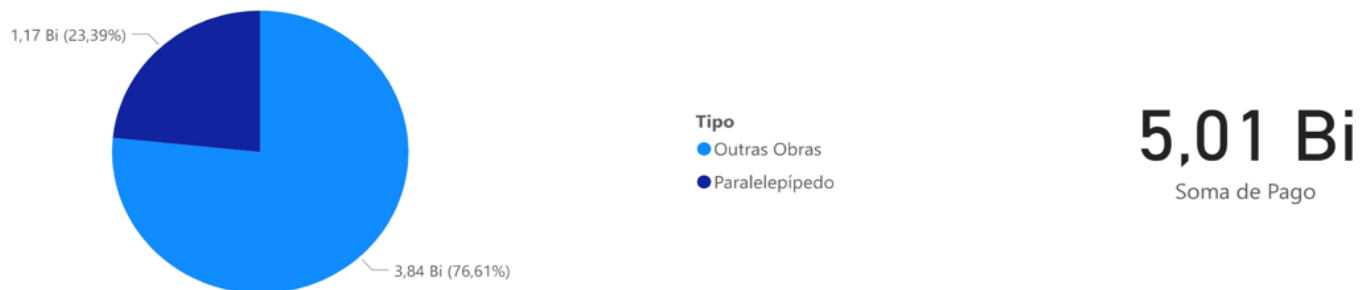 1,17 Bi (23,39%)
3,84 Bi (76,61%)
Tipo
Outras Obras
Paralelepípedo
5,01 Bi
Soma de Pago